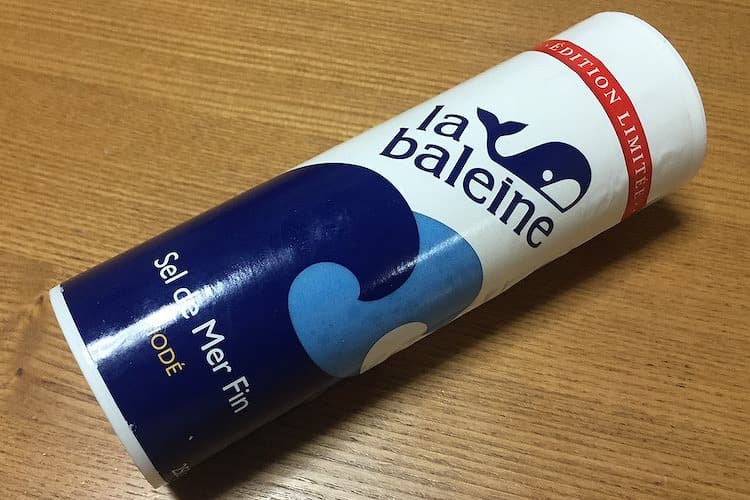 ÉDITION LIMITÉE
la
baleine
Sel de Mer Fin
IODÉ